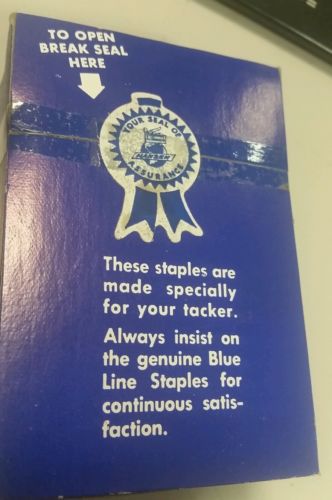 TO OPEN
BREAK SEAL
HERE
YOUR SEAL OF
ASSURANCE
These staples are
made specially
for your tacker.
Always insist on
the genuine Blue
Line Staples for
continuous satis-
faction.